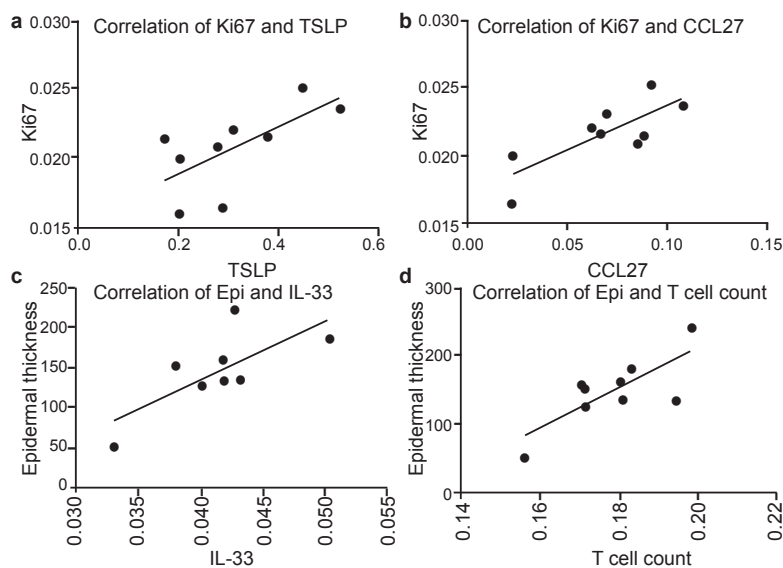 a Correlation of Ki67 and TSLP
Ki67
0.030
0.025
0.020
0.015
0.0 0.2 0.4 0.6
TSLP
b Correlation of Ki67 and CCL27
Ki67
0.030
0.025
0.020
0.015
0.00 0.05 0.10 0.15
CCL27
c Correlation of Epi and IL-33
Epidermal thickness
250
200
150
100
50
0
0.030 0.035 0.040 0.045 0.050 0.055
IL-33
d Correlation of Epi and T cell count
Epidermal thickness
300
200
100
0
0.14 0.16 0.18 0.20 0.22
T cell count